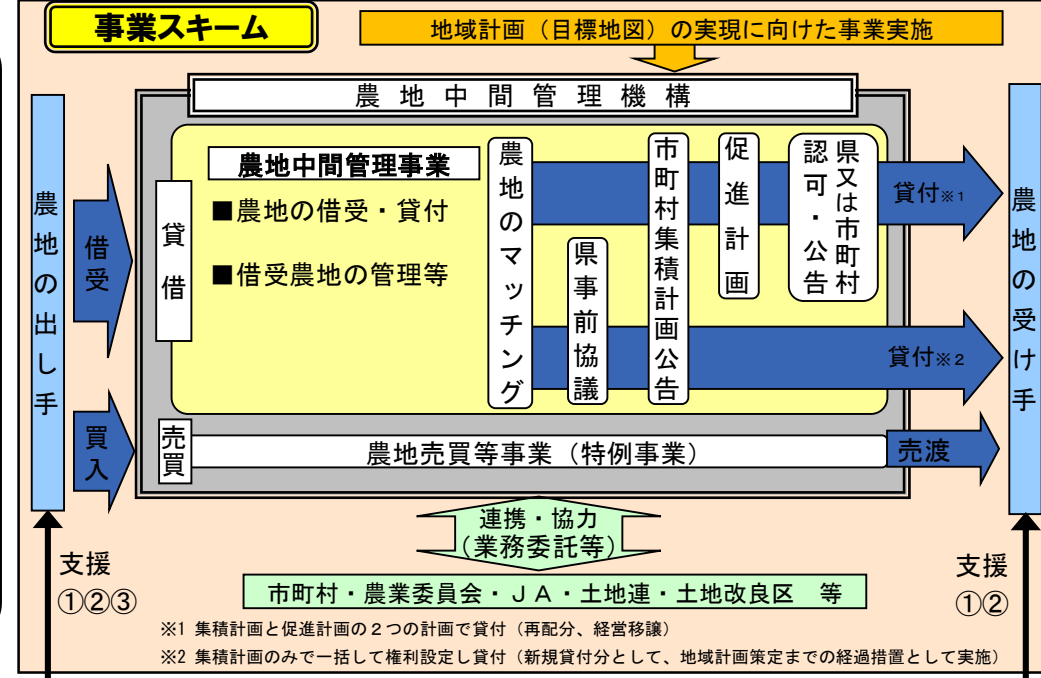 事業スキーム
地域計画（目標地図）の実現に向けた事業実施
農地中間管理機構
農地の出し手
借受
買入
貸借
農地中間管理事業
■農地の借受・貸付
■借受農地の管理等
農地のマッチング
県事前協議
市町村集積計画公告
促進計画
県又は市町村
認可・公告
貸付※1
貸付※2
農地の受け手
売買
農地売買等事業（特例事業）
売渡
連携・協力
（業務委託等）
市町村・農業委員会・ＪＡ・土地連・土地改良区　等
支援
①②③
支援
①②
※1 集積計画と促進計画の２つの計画で貸付（再配分、経営移譲）
※2 集積計画のみで一括して権利設定し貸付（新規貸付分として、地域計画策定までの経過措置として実施）